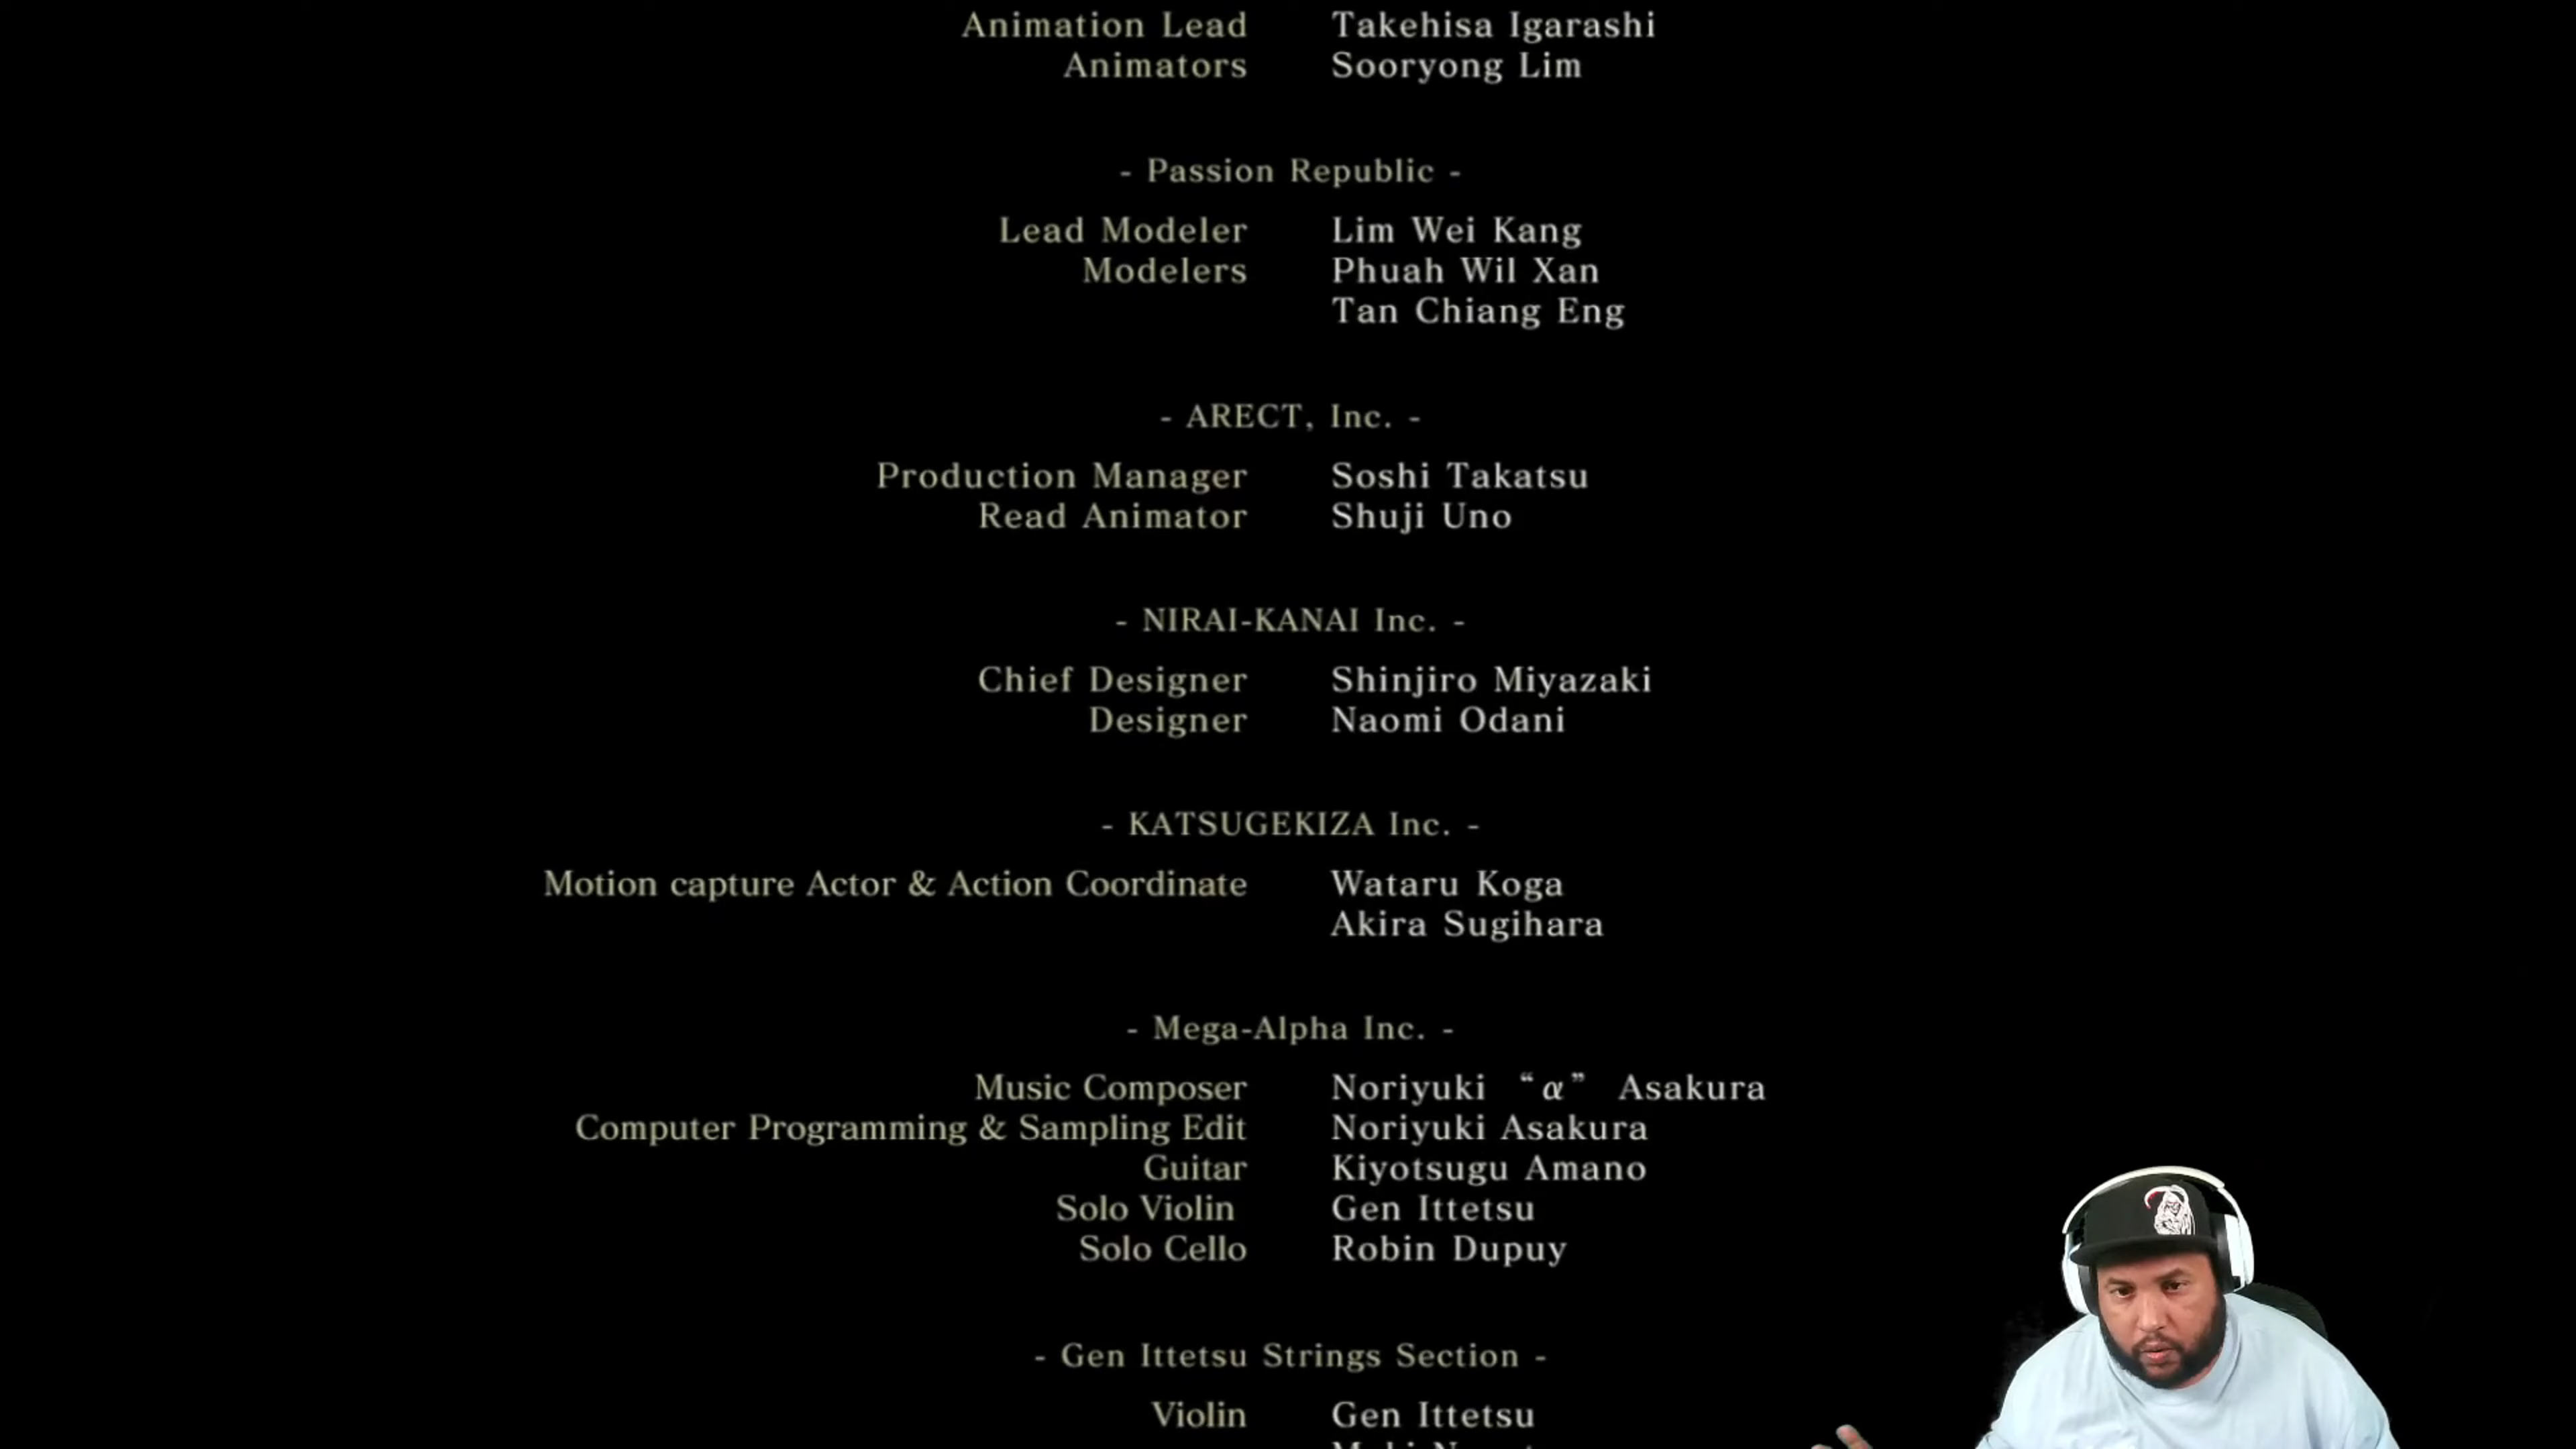 Animation Lead Takehisa Igarashi
Animators Sooryong Lim
- Passion Republic -
Lead Modeler Lim Wei Kang
Modelers Phuah Wil Xan
Tan Chiang Eng
- ARECT, Inc. -
Production Manager Soshi Takatsu
Read Animator Shuji Uno
- NIRAI-KANAI Inc. -
Chief Designer Shinjiro Miyazaki
Designer Naomi Odani
- KATSUGEKIZA Inc. -
Motion capture Actor & Action Coordinate Wataru Koga
Akira Sugihara
- Mega-Alpha Inc. -
Music Composer Noriyuki “α” Asakura
Computer Programming & Sampling Edit Noriyuki Asakura
Guitar Kiyotsugu Amano
Solo Violin Gen Ittetsu
Solo Cello Robin Dupuy
- Gen Ittetsu Strings Section -
Violin Gen Ittetsu